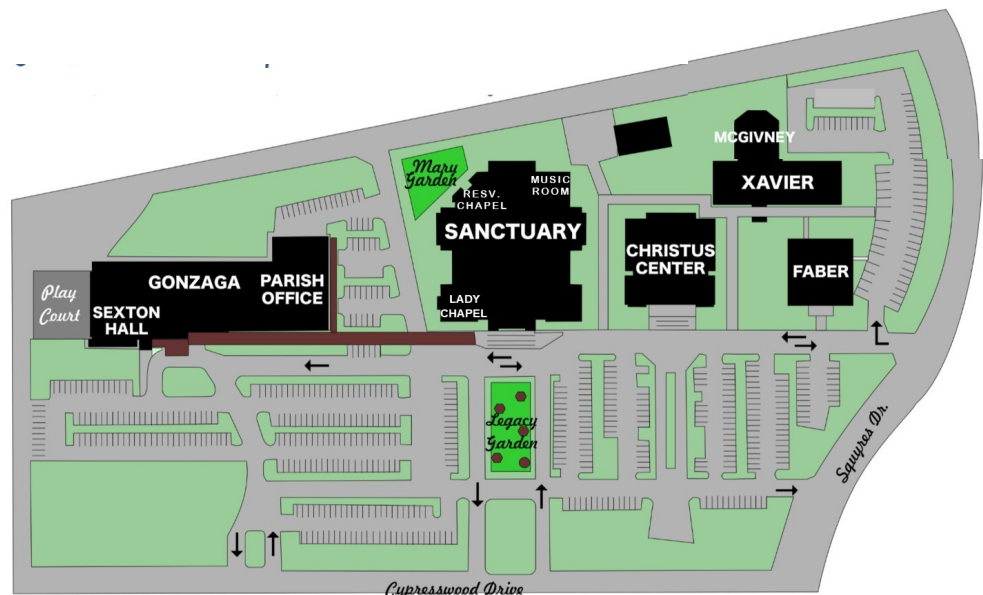 MCGIVNEY
Mary
Garden
MUSIC
ROOM
RESV.
CHAPEL
XAVIER
SANCTUARY
CHRISTUS
CENTER
FABER
GONZAGA
PARISH
OFFICE
Play
Court
SEXTON
HALL
LADY
CHAPEL
Legacy
Garden
Squyres Dr.
Cypresswood Drive